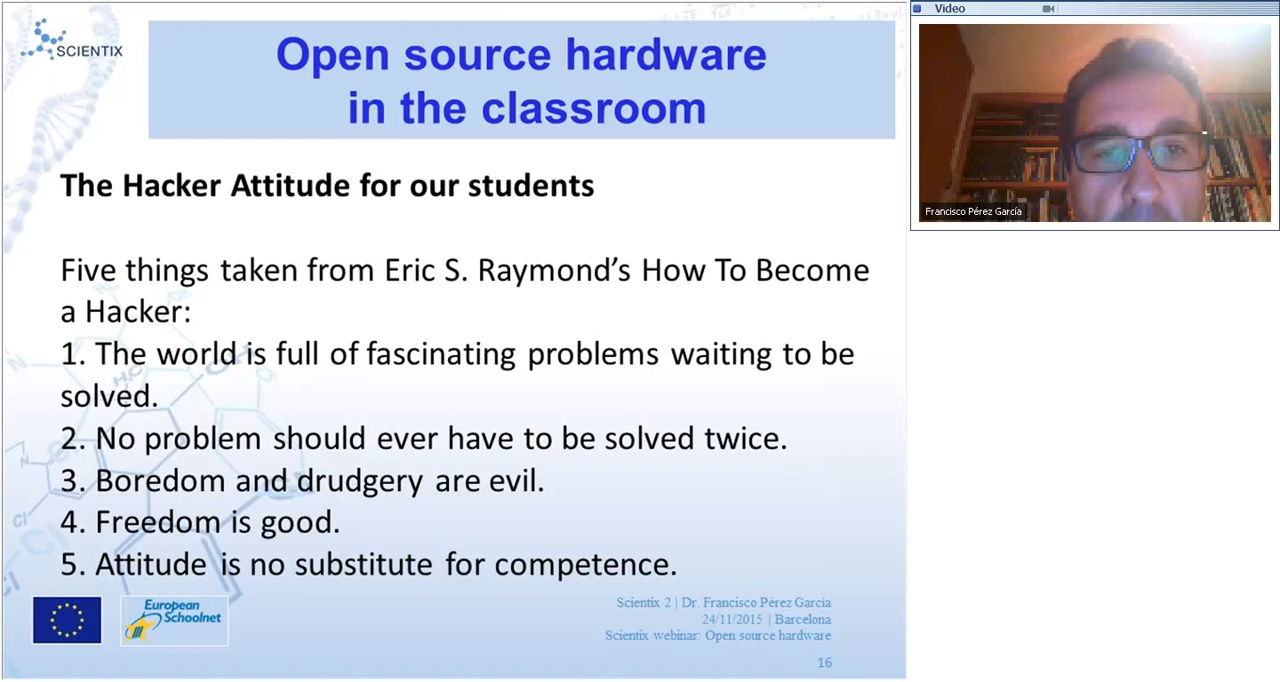 SCIENTIX
Open source hardware
in the classroom
The Hacker Attitude for our students
Five things taken from Eric S. Raymond’s How To Become
a Hacker:
1. The world is full of fascinating problems waiting to be
solved.
2. No problem should ever have to be solved twice.
3. Boredom and drudgery are evil.
4. Freedom is good.
5. Attitude is no substitute for competence.
European
Schoolnet
Scientix 2 | Dr. Francisco Pérez García
24/11/2015 | Barcelona
Scientix webinar: Open source hardware
16
Video
Francisco Pérez García